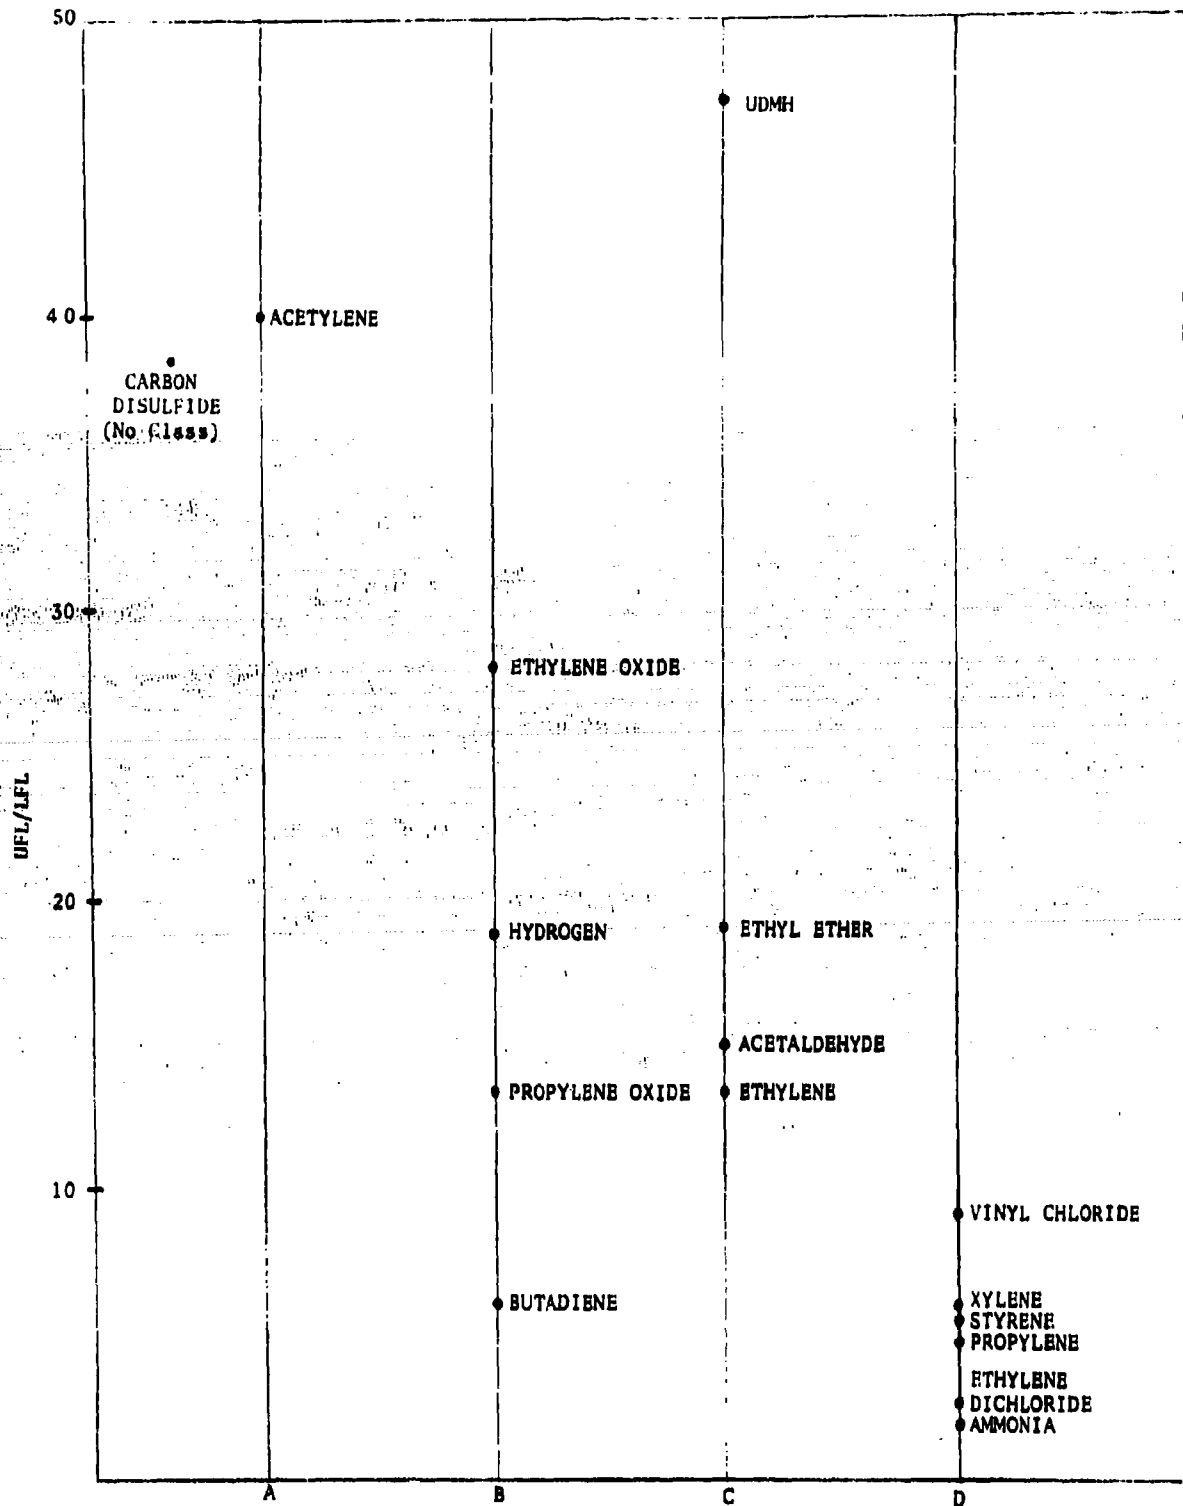 50
UDMH
40
ACETYLENE
CARBON
DISULFIDE
(No Class)
30
ETHYLENE OXIDE
UFL/LFL
20
HYDROGEN
ETHYL ETHER
ACETALDEHYDE
PROPYLENE OXIDE
ETHYLENE
10
VINYL CHLORIDE
BUTADIENE
XYLENE
STYRENE
PROPYLENE
ETHYLENE
DICHLORIDE
AMMONIA
A
B
C
D